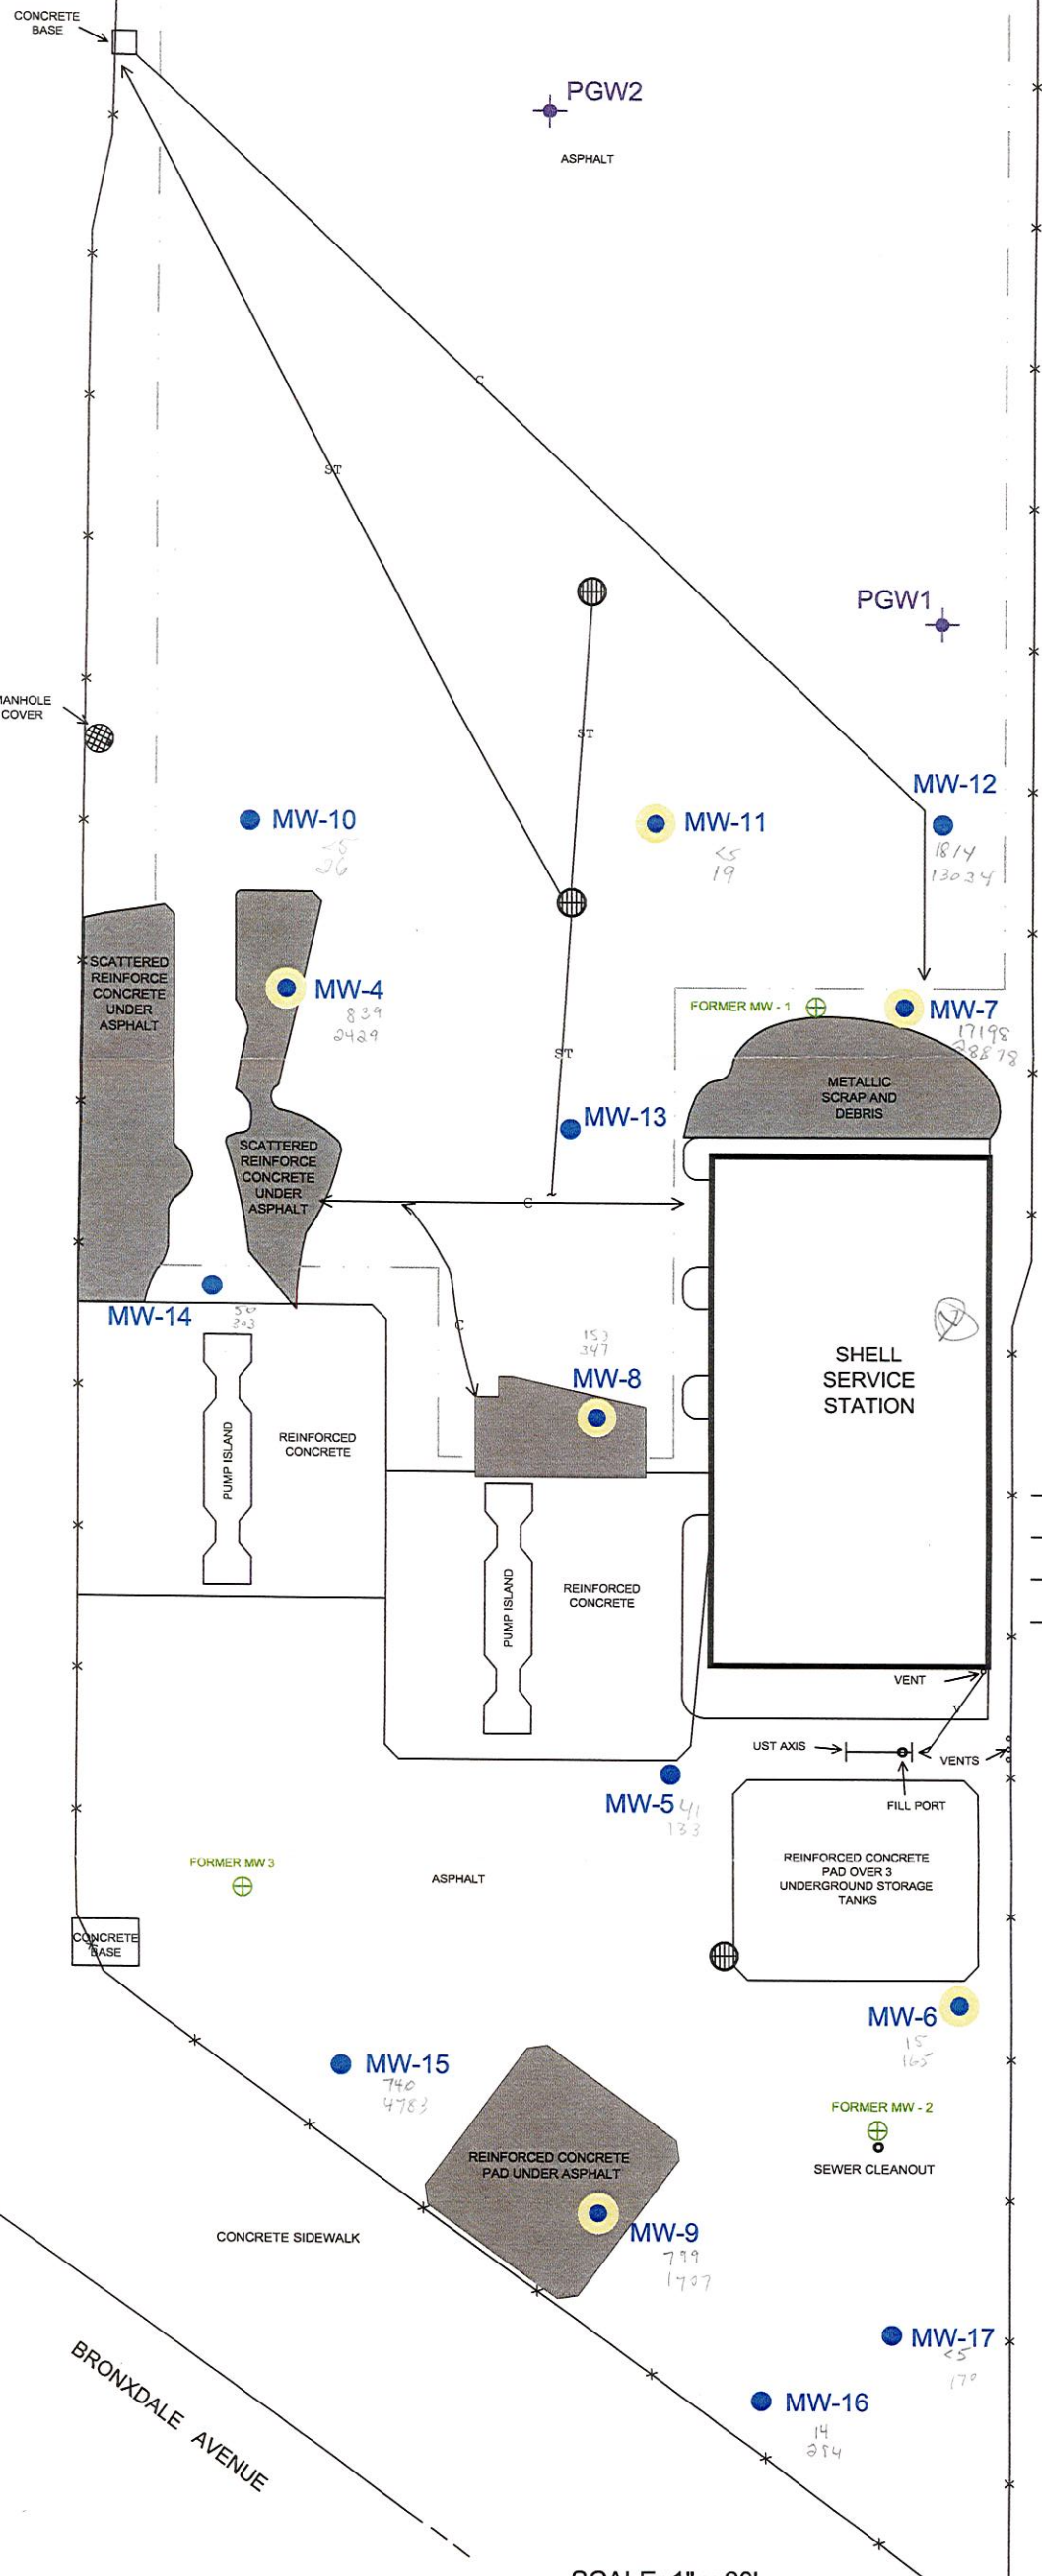 CONCRETE
BASE
PGW2
ASPHALT
C
ST
PGW1
MANHOLE
COVER
ST
MW-12
1814
13034
MW-10
<5
26
MW-11
<5
19
SCATTERED
REINFORCE
CONCRETE
UNDER
ASPHALT
MW-4
839
2429
FORMER MW - 1
MW-7
17198
28878
ST
METALLIC
SCRAP AND
DEBRIS
MW-13
SCATTERED
REINFORCE
CONCRETE
UNDER
ASPHALT
C
MW-14
50
303
C
153
347
MW-8
SHELL
SERVICE
STATION
PUMP ISLAND
REINFORCED
CONCRETE
PUMP ISLAND
REINFORCED
CONCRETE
VENT
V
UST AXIS
VENTS
FILL PORT
MW-5 41
133
FORMER MW 3
ASPHALT
REINFORCED CONCRETE
PAD OVER 3
UNDERGROUND STORAGE
TANKS
CONCRETE
BASE
MW-6
15
165
MW-15
740
4783
FORMER MW - 2
SEWER CLEANOUT
REINFORCED CONCRETE
PAD UNDER ASPHALT
CONCRETE SIDEWALK
MW-9
799
1707
MW-17
<5
170
MW-16
14
254
BRONXDALE AVENUE